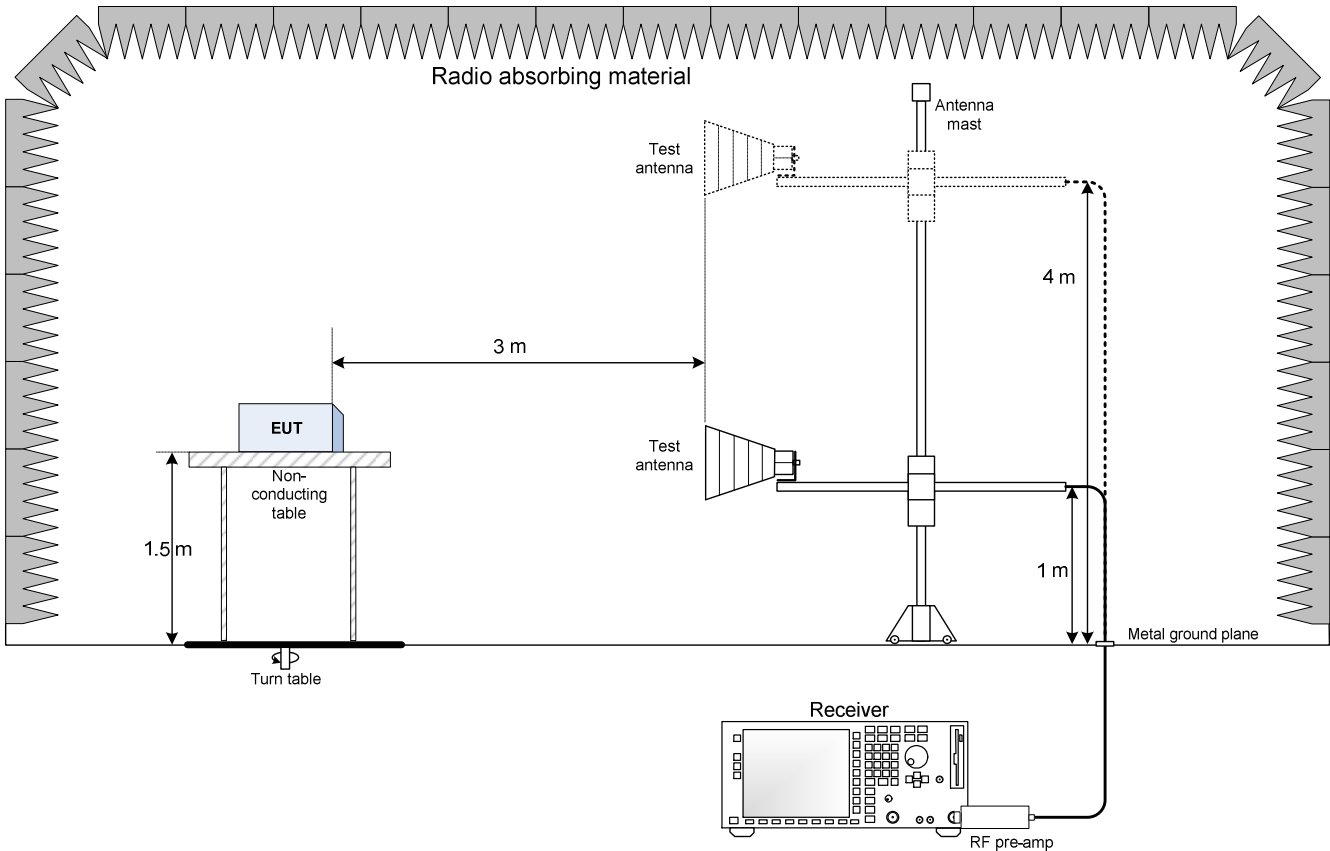 Radio absorbing material
Antenna
mast
Test
antenna
4 m
3 m
EUT
Test
antenna
Non-
conducting
table
1.5 m
1 m
Metal ground plane
Turn table
Receiver
RF pre-amp